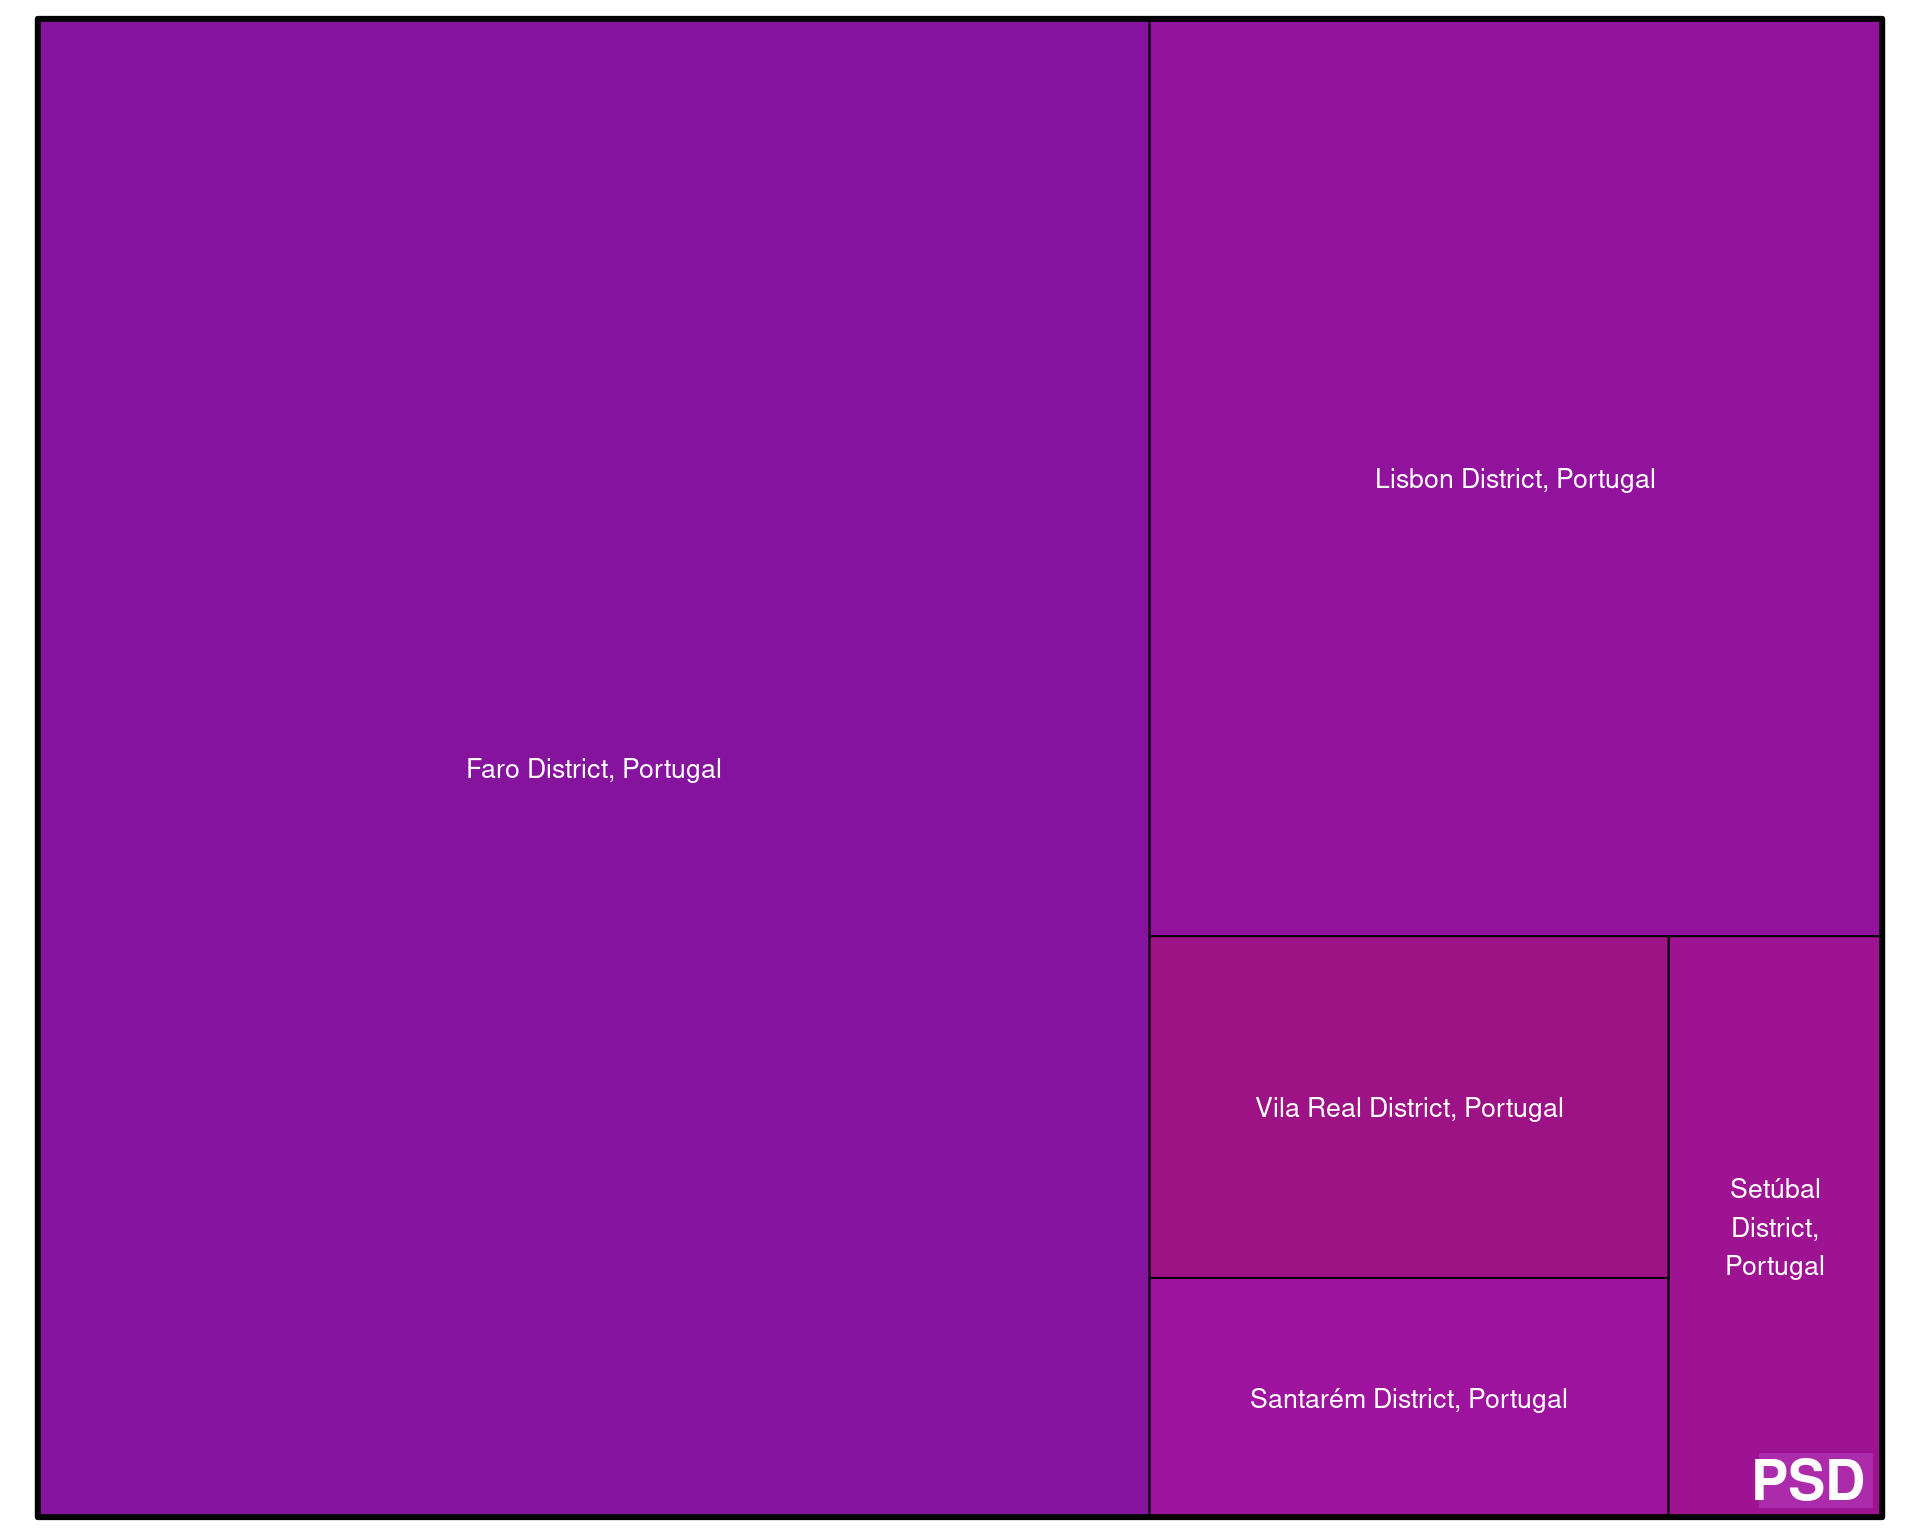 Faro District, Portugal
Lisbon District, Portugal
Vila Real District, Portugal
Santarém District, Portugal
Setúbal
District,
Portugal
PSD